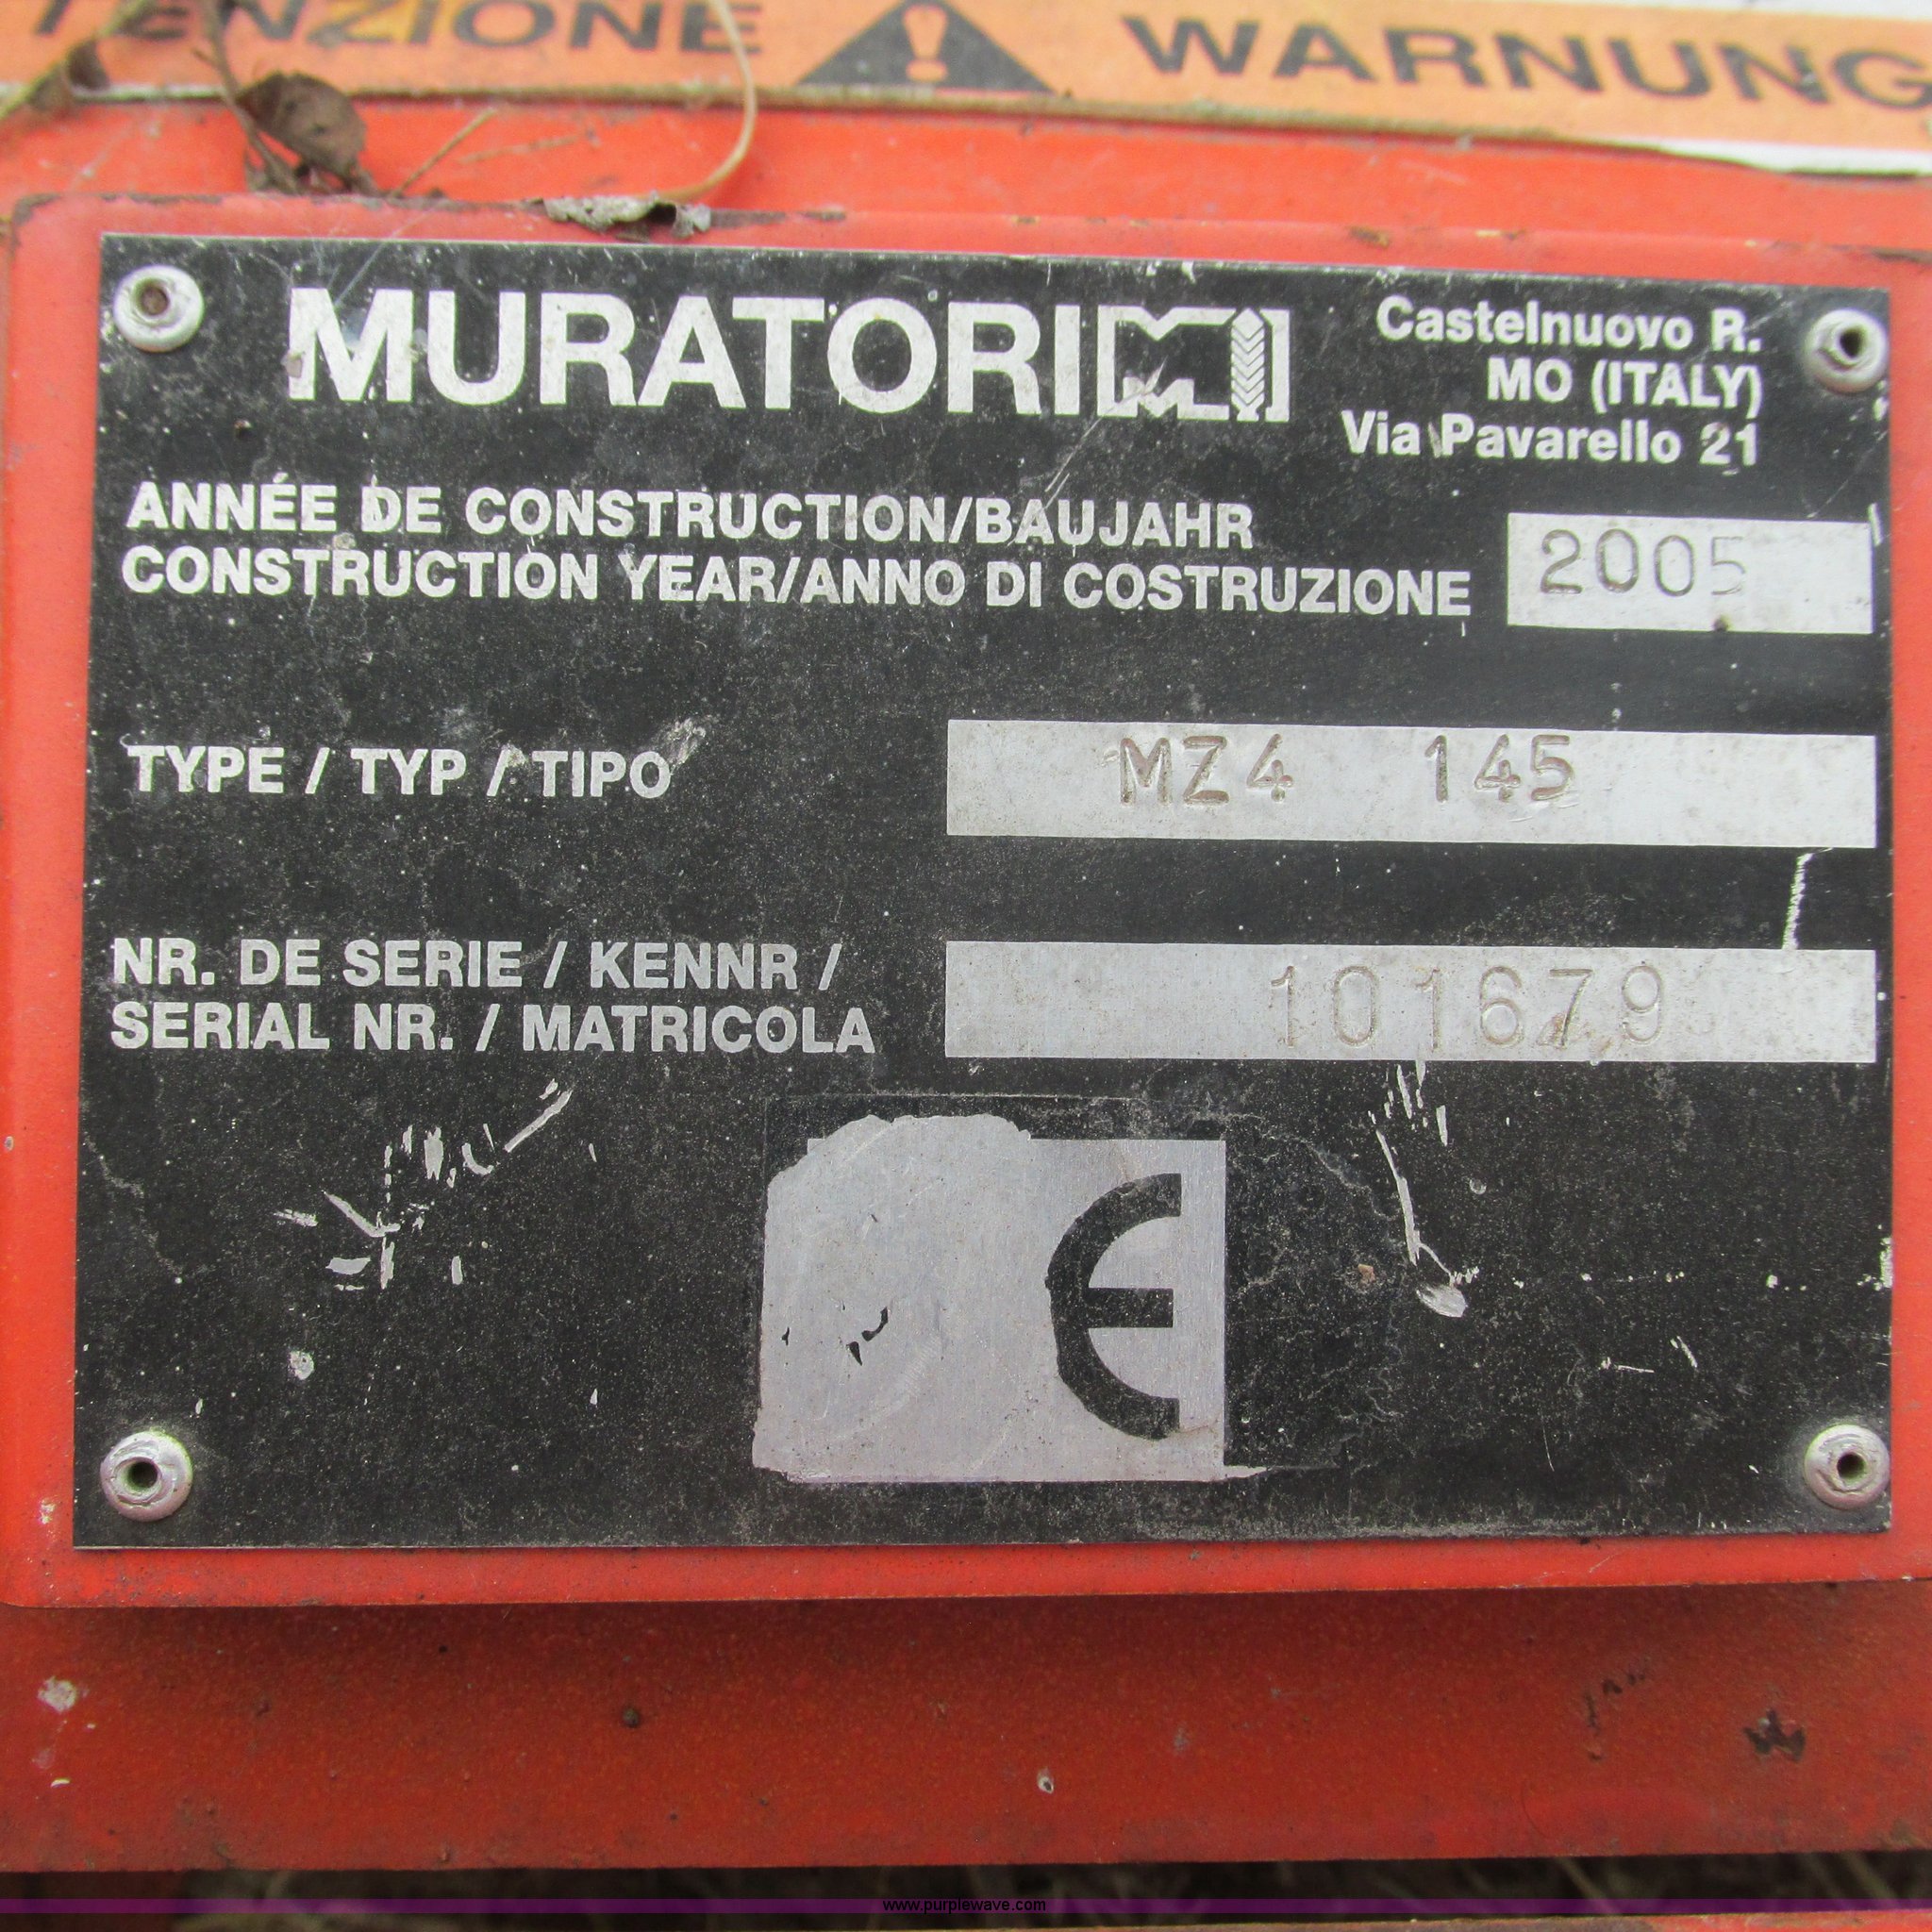 WARNUNG
MURATORI
Castelnuovo R.
MO (ITALY)
Via Pavarello 21
ANNÉE DE CONSTRUCTION/BAUJAHR
CONSTRUCTION YEAR/ANNO DI COSTRUZIONE
2005
TYPE / TYP / TIPO
MZ4 145
NR. DE SERIE / KENNR /
SERIAL NR. / MATRICOLA
101679
CE
www.purplewave.com